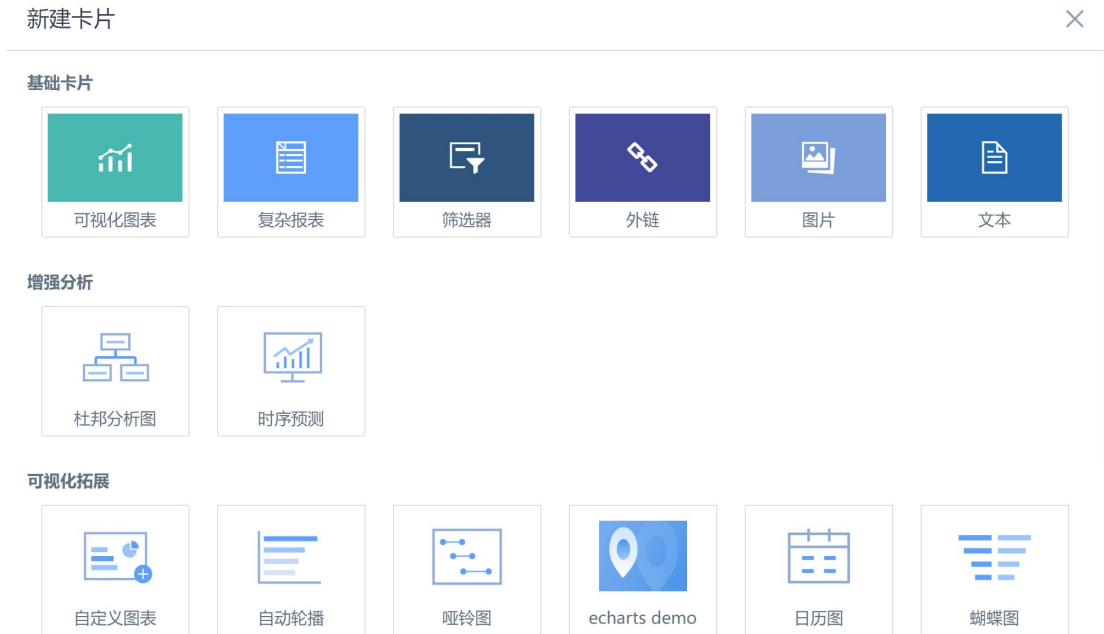 新建卡片
基础卡片
可视化图表 复杂报表 筛选器 外链 图片 文本
增强分析
杜邦分析图 时序预测
可视化拓展
自定义图表 自动轮播 哑铃图 echarts demo 日历图 蝴蝶图